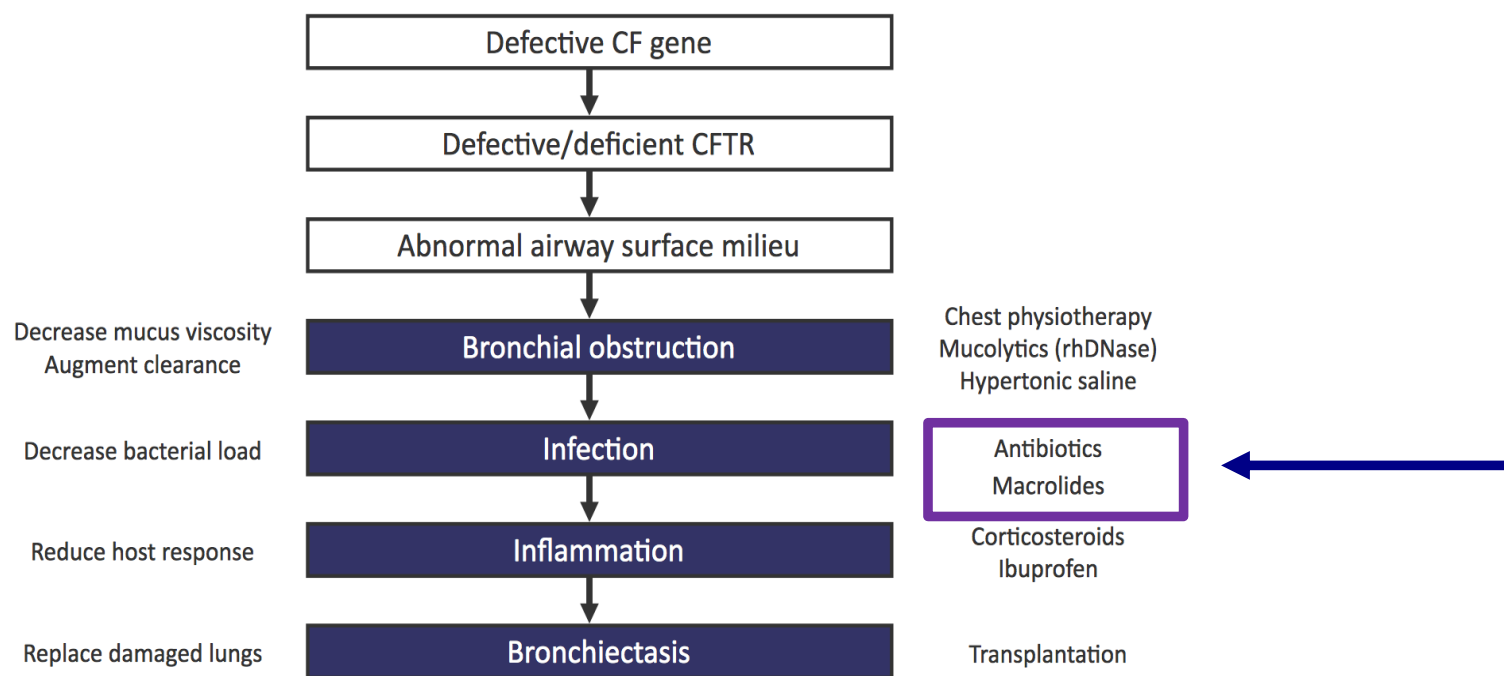 Defective CF gene
Defective/deficient CFTR
Abnormal airway surface milieu
Decrease mucus viscosity
Augment clearance
Bronchial obstruction
Chest physiotherapy
Mucolytics (rhDNase)
Hypertonic saline
Decrease bacterial load
Infection
Antibiotics
Macrolides
Reduce host response
Inflammation
Corticosteroids
Ibuprofen
Replace damaged lungs
Bronchiectasis
Transplantation